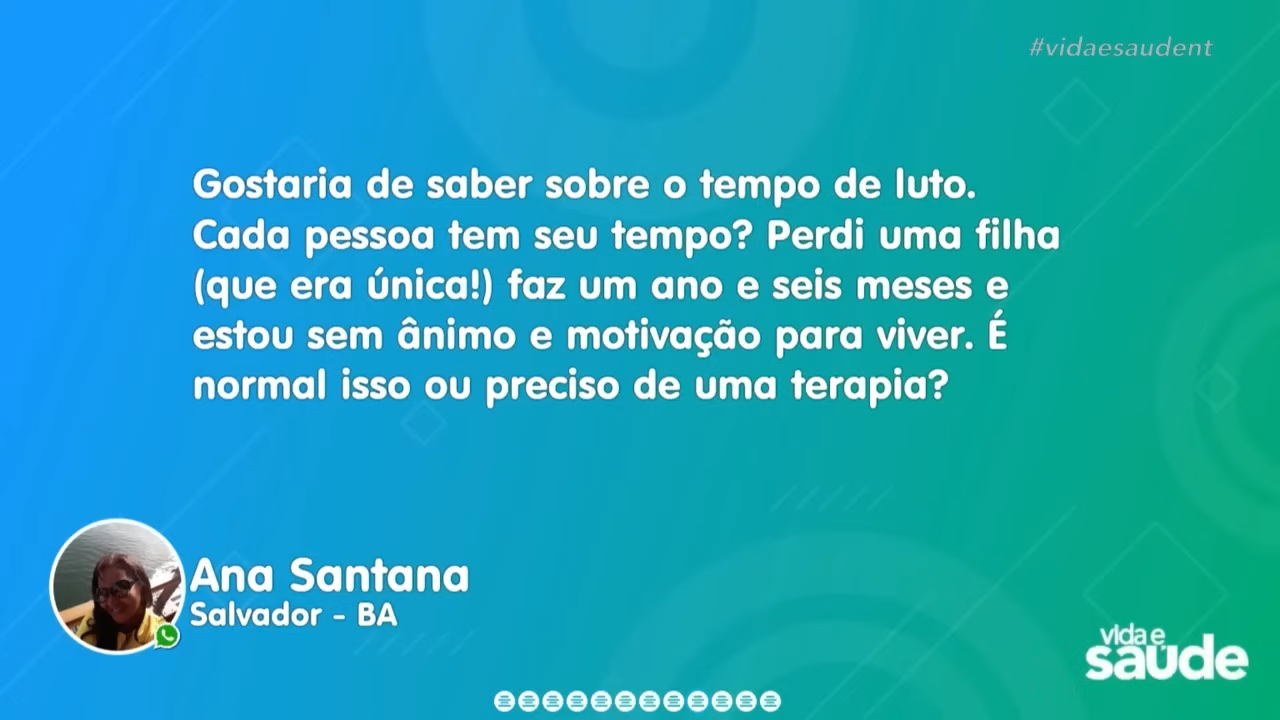 #vidaesaudent
Gostaria de saber sobre o tempo de luto.
Cada pessoa tem seu tempo? Perdi uma filha
(que era única!) faz um ano e seis meses e
estou sem ânimo e motivação para viver. É
normal isso ou preciso de uma terapia?
Ana Santana
Salvador - BA
vida e
saúde